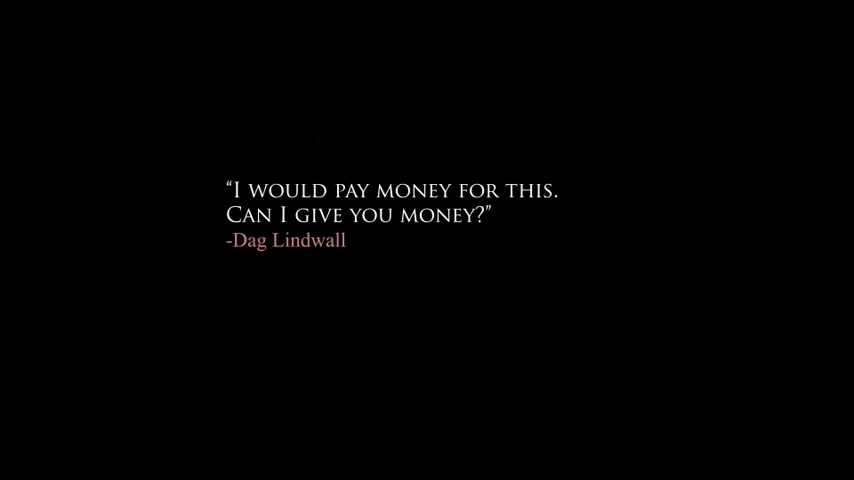 “I would pay money for this.
Can I give you money?”
-Dag Lindwall